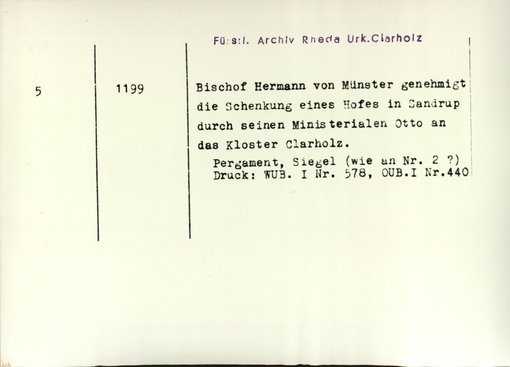 Fürstl. Archiv Rheda Urk.Clarholz
5 1199 Bischof Hermann von Münster genehmigt
die Schenkung eines Hofes in Sandrup
durch seinen Ministerialen Otto an
das Kloster Clarholz.
Pergament, Siegel (wie an Nr. 2 ?)
Druck: WUB. I Nr. 578, OUB.I Nr.440